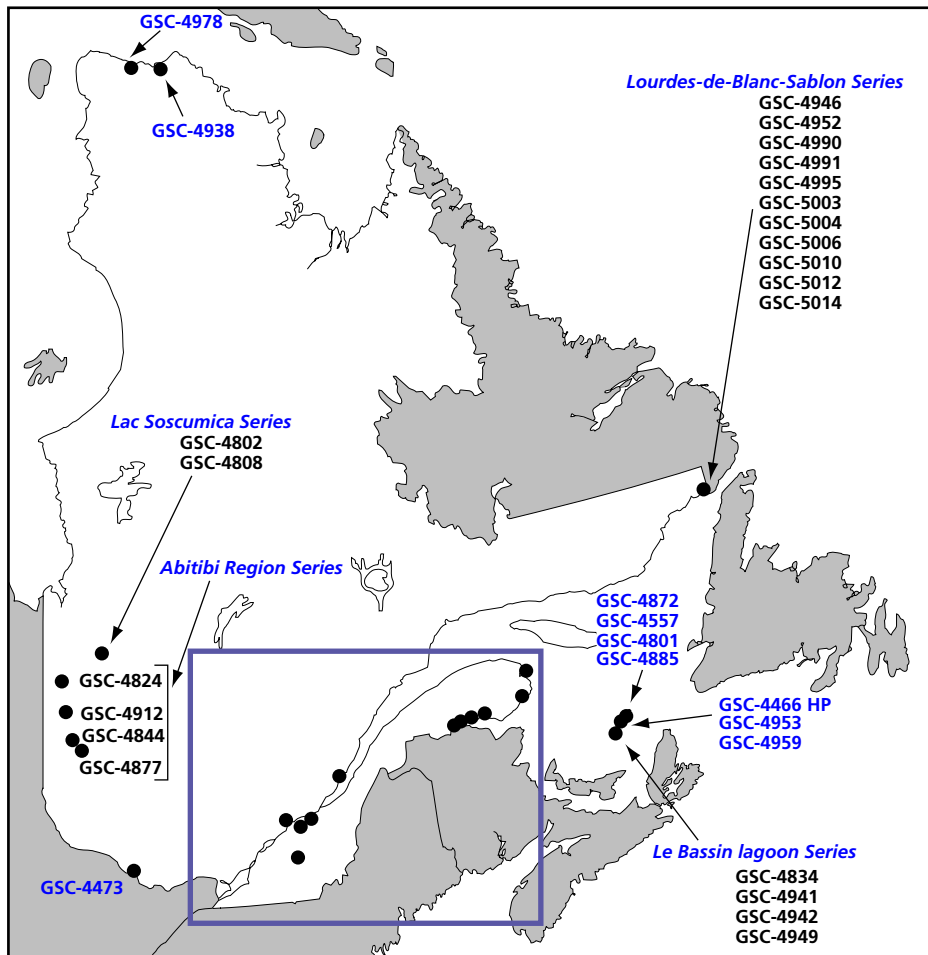 GSC-4978
GSC-4938
Lourdes-de-Blanc-Sablon Series
GSC-4946
GSC-4952
GSC-4990
GSC-4991
GSC-4995
GSC-5003
GSC-5004
GSC-5006
GSC-5010
GSC-5012
GSC-5014
Lac Soscumica Series
GSC-4802
GSC-4808
Abitibi Region Series
GSC-4824
GSC-4912
GSC-4844
GSC-4877
GSC-4872
GSC-4557
GSC-4801
GSC-4885
GSC-4466 HP
GSC-4953
GSC-4959
Le Bassin lagoon Series
GSC-4834
GSC-4941
GSC-4942
GSC-4949
GSC-4473